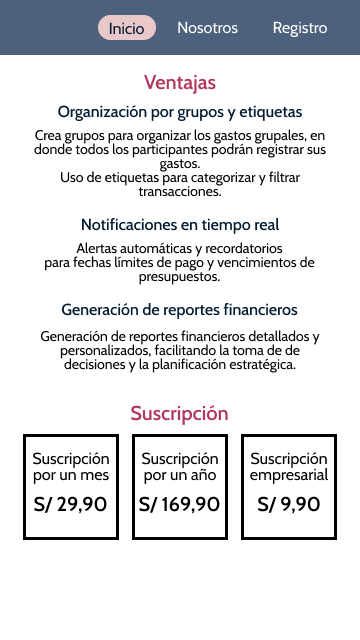 Inicio Nosotros Registro
Ventajas
Organización por grupos y etiquetas
Crea grupos para organizar los gastos grupales, en
donde todos los participantes podrán registrar sus
gastos.
Uso de etiquetas para categorizar y filtrar
transacciones.
Notificaciones en tiempo real
Alertas automáticas y recordatorios
para fechas límites de pago y vencimientos de
presupuestos.
Generación de reportes financieros
Generación de reportes financieros detallados y
personalizados, facilitando la toma de de
decisiones y la planificación estratégica.
Suscripción
Suscripción
por un mes
S/ 29,90
Suscripción
por un año
S/ 169,90
Suscripción
empresarial
S/ 9,90